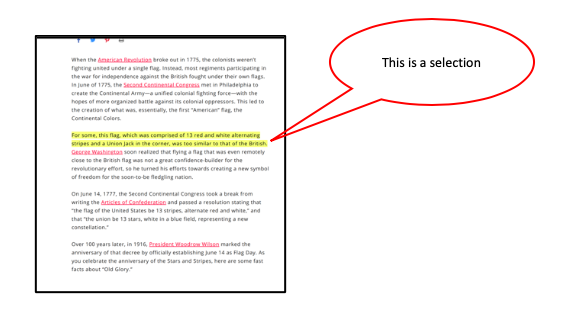 When the American Revolution broke out in 1775, the colonists weren't
fighting united under a single flag. Instead, most regiments participating in
the war for independence against the British fought under their own flags.
In June of 1775, the Second Continental Congress met in Philadelphia to
create the Continental Army—a unified colonial fighting force—with the
hopes of more organized battle against its colonial oppressors. This led to
the creation of what was, essentially, the first "American" flag, the
Continental Colors.
For some, this flag, which was comprised of 13 red and white alternating
stripes and a Union Jack in the corner, was too similar to that of the British.
George Washington soon realized that flying a flag that was even remotely
close to the British flag was not a great confidence-builder for the
revolutionary effort, so he turned his efforts towards creating a new symbol
of freedom for the soon-to-be fledgling nation.
On June 14, 1777, the Second Continental Congress took a break from
writing the Articles of Confederation and passed a resolution stating that
"the flag of the United States be 13 stripes, alternate red and white," and
that "the union be 13 stars, white in a blue field, representing a new
constellation."
Over 100 years later, in 1916, President Woodrow Wilson marked the
anniversary of that decree by officially establishing June 14 as Flag Day. As
you celebrate the anniversary of the Stars and Stripes, here are some fast
facts about "Old Glory."
This is a selection